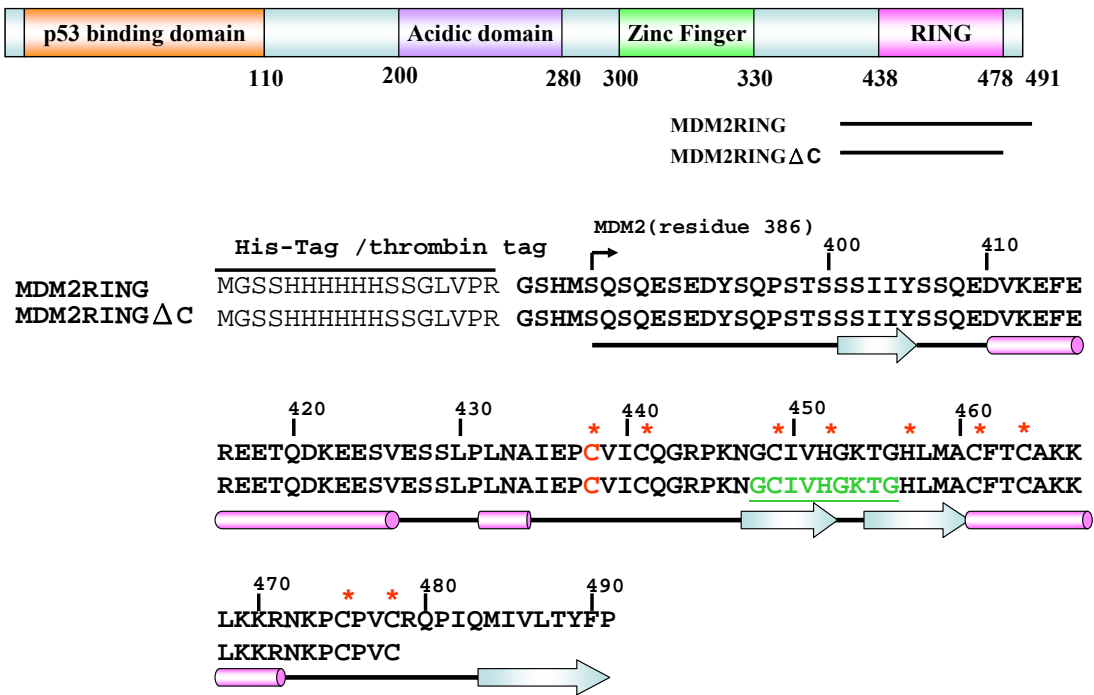 p53 binding domain Acidic domain Zinc Finger RING
110 200 280 300 330 438 478 491
MDM2RING
MDM2RINGΔC
MDM2(residue 386)
His-Tag /thrombin tag 400 410
MDM2RING MGSSHHHHHHSSGLVPR GSHMSQSQESEDYSQPSTSSSIIYSSQEDVKEFE
MDM2RINGΔC MGSSHHHHHHSSGLVPR GSHMSQSQESEDYSQPSTSSSIIYSSQEDVKEFE
420 430 440 450 460
* * * * * * *
REETQDKEESVESSLPLNAIEPCVICQGRPKNGCIVHGKTGHLMACFTCAKK
REETQDKEESVESSLPLNAIEPCVICQGRPKNGCIVHGKTGHLMACFTCAKK
470 * * 480 490
LKKRNKPCPVCRQPIQMIVLTYFP
LKKRNKPCPVC